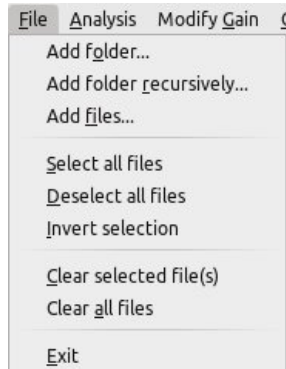 File Analysis Modify Gain
Add folder...
Add folder recursively...
Add files...
Select all files
Deselect all files
Invert selection
Clear selected file(s)
Clear all files
Exit